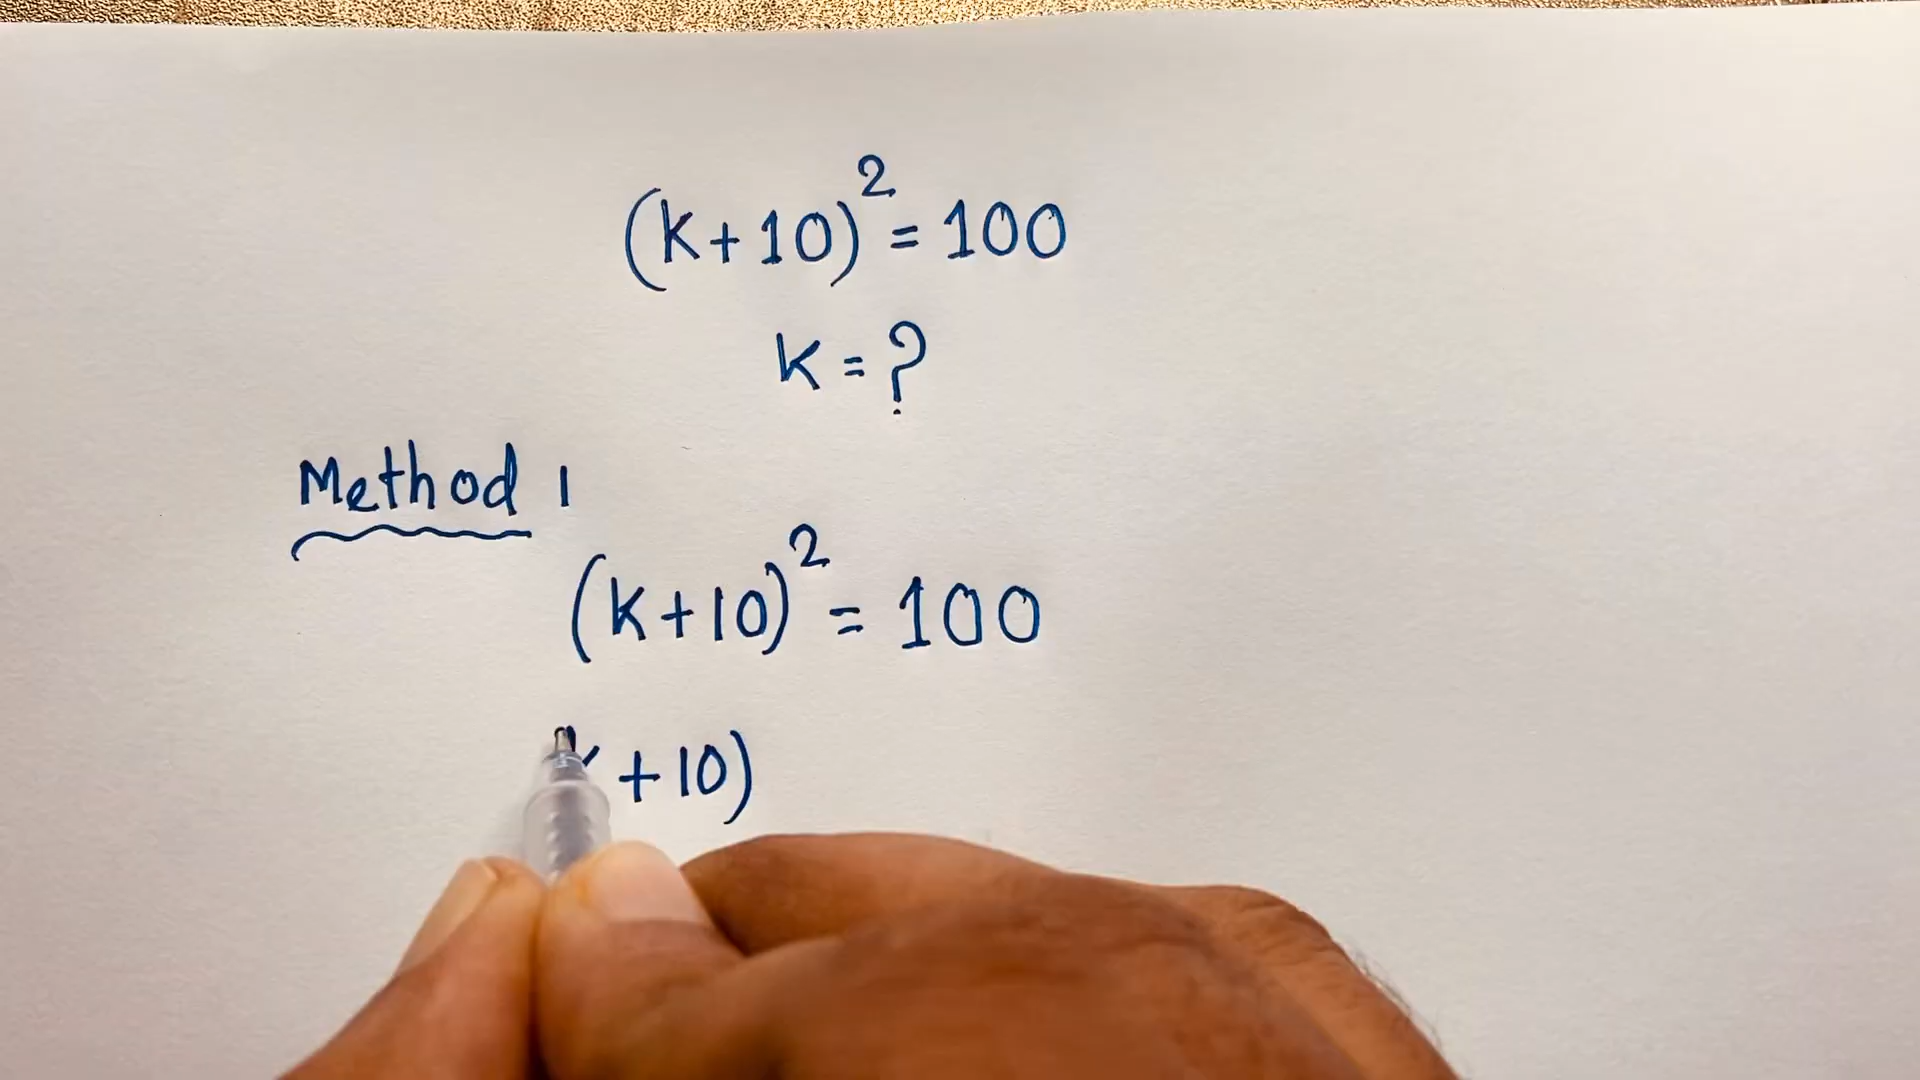 (k+10)² = 100
k = ?
Method 1
(k+10)² = 100
k + 10)